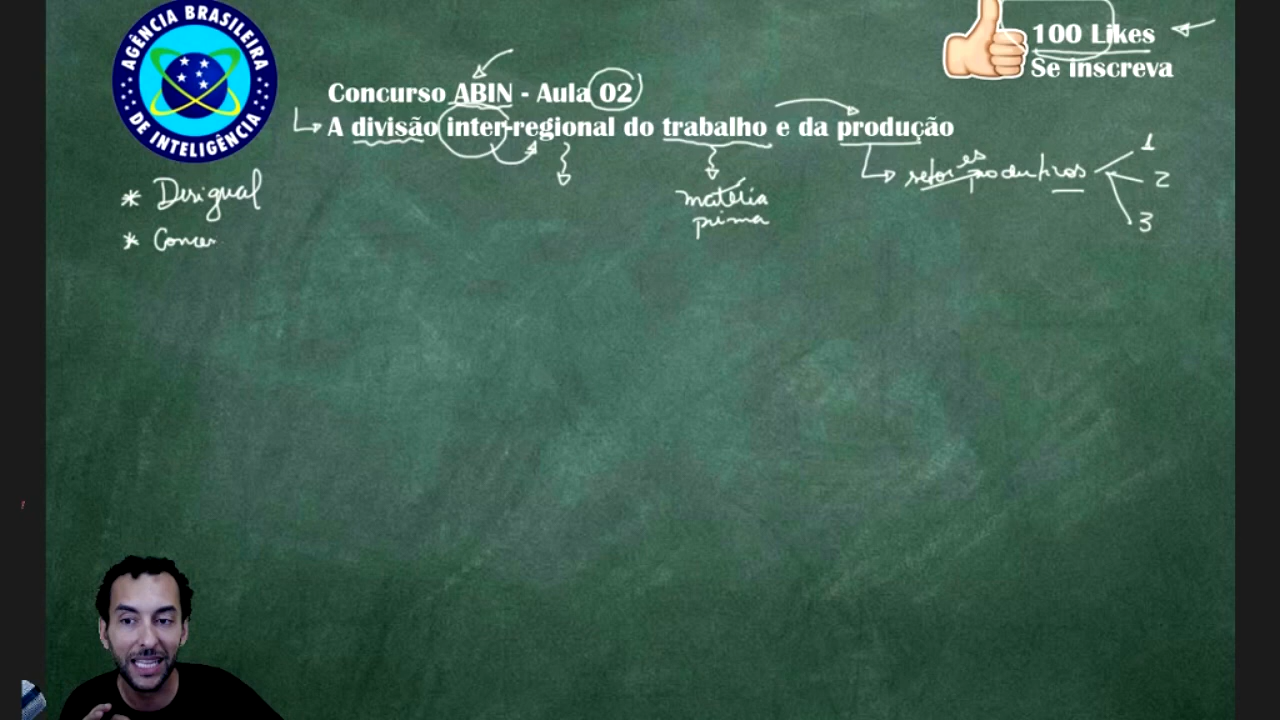 AGÊNCIA BRASILEIRA
DE INTELIGÊNCIA
100 Likes
Se inscreva
Concurso ABIN - Aula 02
A divisão inter-regional do trabalho e da produção
setores produtivos
1
2
3
matéria
prima
* Desigual
* Concen